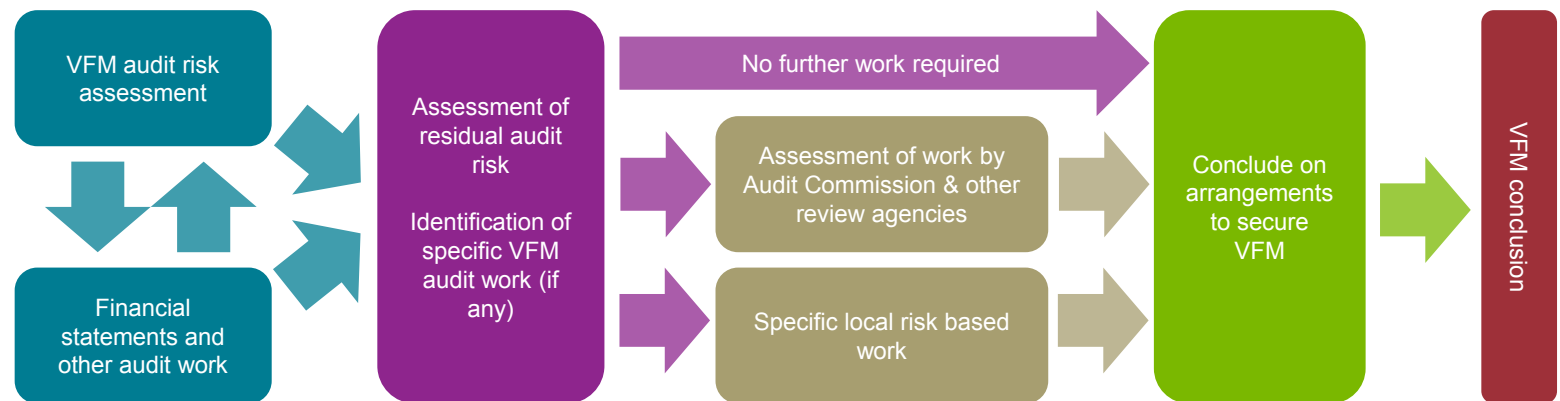 VFM audit risk
assessment
Financial
statements and
other audit work
Assessment of
residual audit
risk
Identification of
specific VFM
audit work (if
any)
No further work required
Assessment of work by
Audit Commission & other
review agencies
Specific local risk based
work
Conclude on
arrangements
to secure
VFM
VFM conclusion